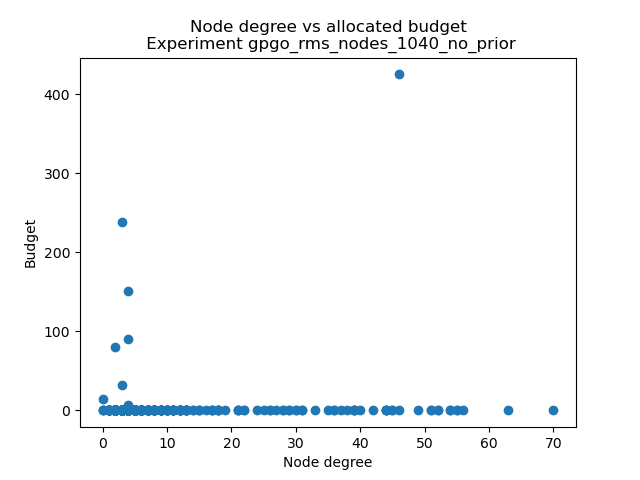 Node degree vs allocated budget
Experiment gpgo_rms_nodes_1040_no_prior
400
300
200
100
0
Budget
0 10 20 30 40 50 60 70
Node degree